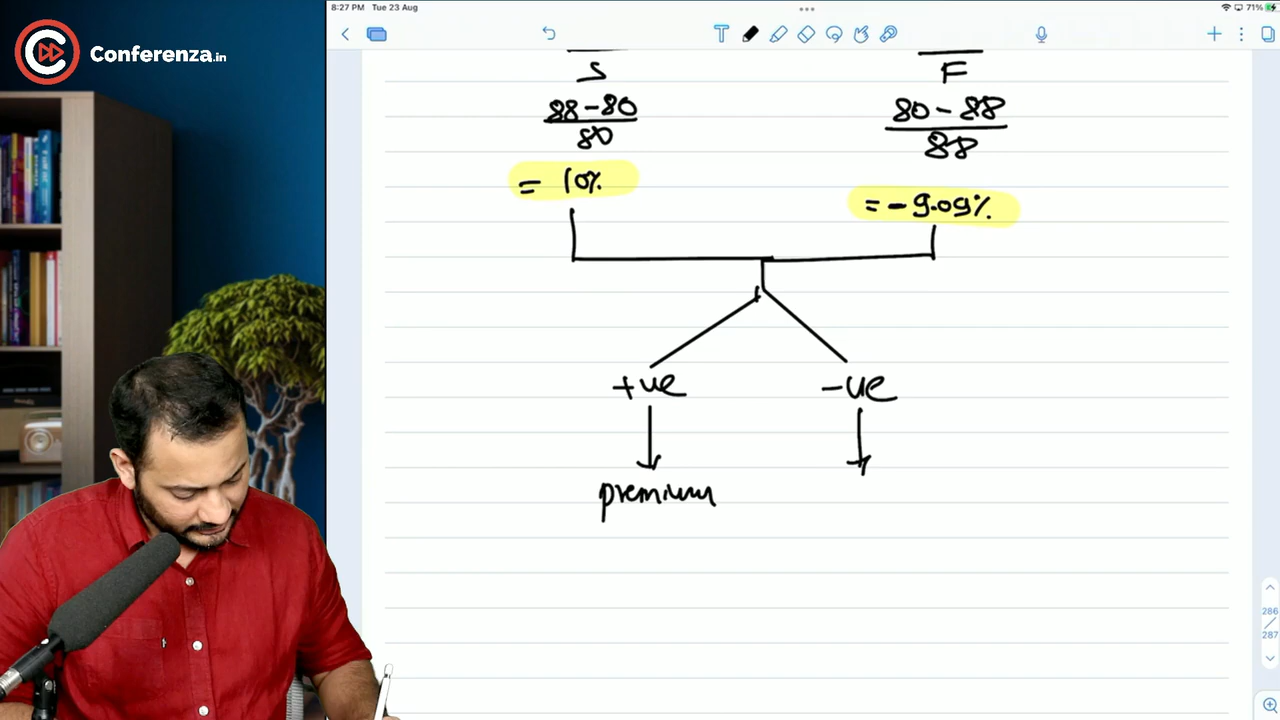 8:27 PM Tue 23 Aug
71%
Conferenza.in
T
S
F
88-80
80
80-88
88
= 10%
= -9.09%
+ve
-ve
premium
286
/
287